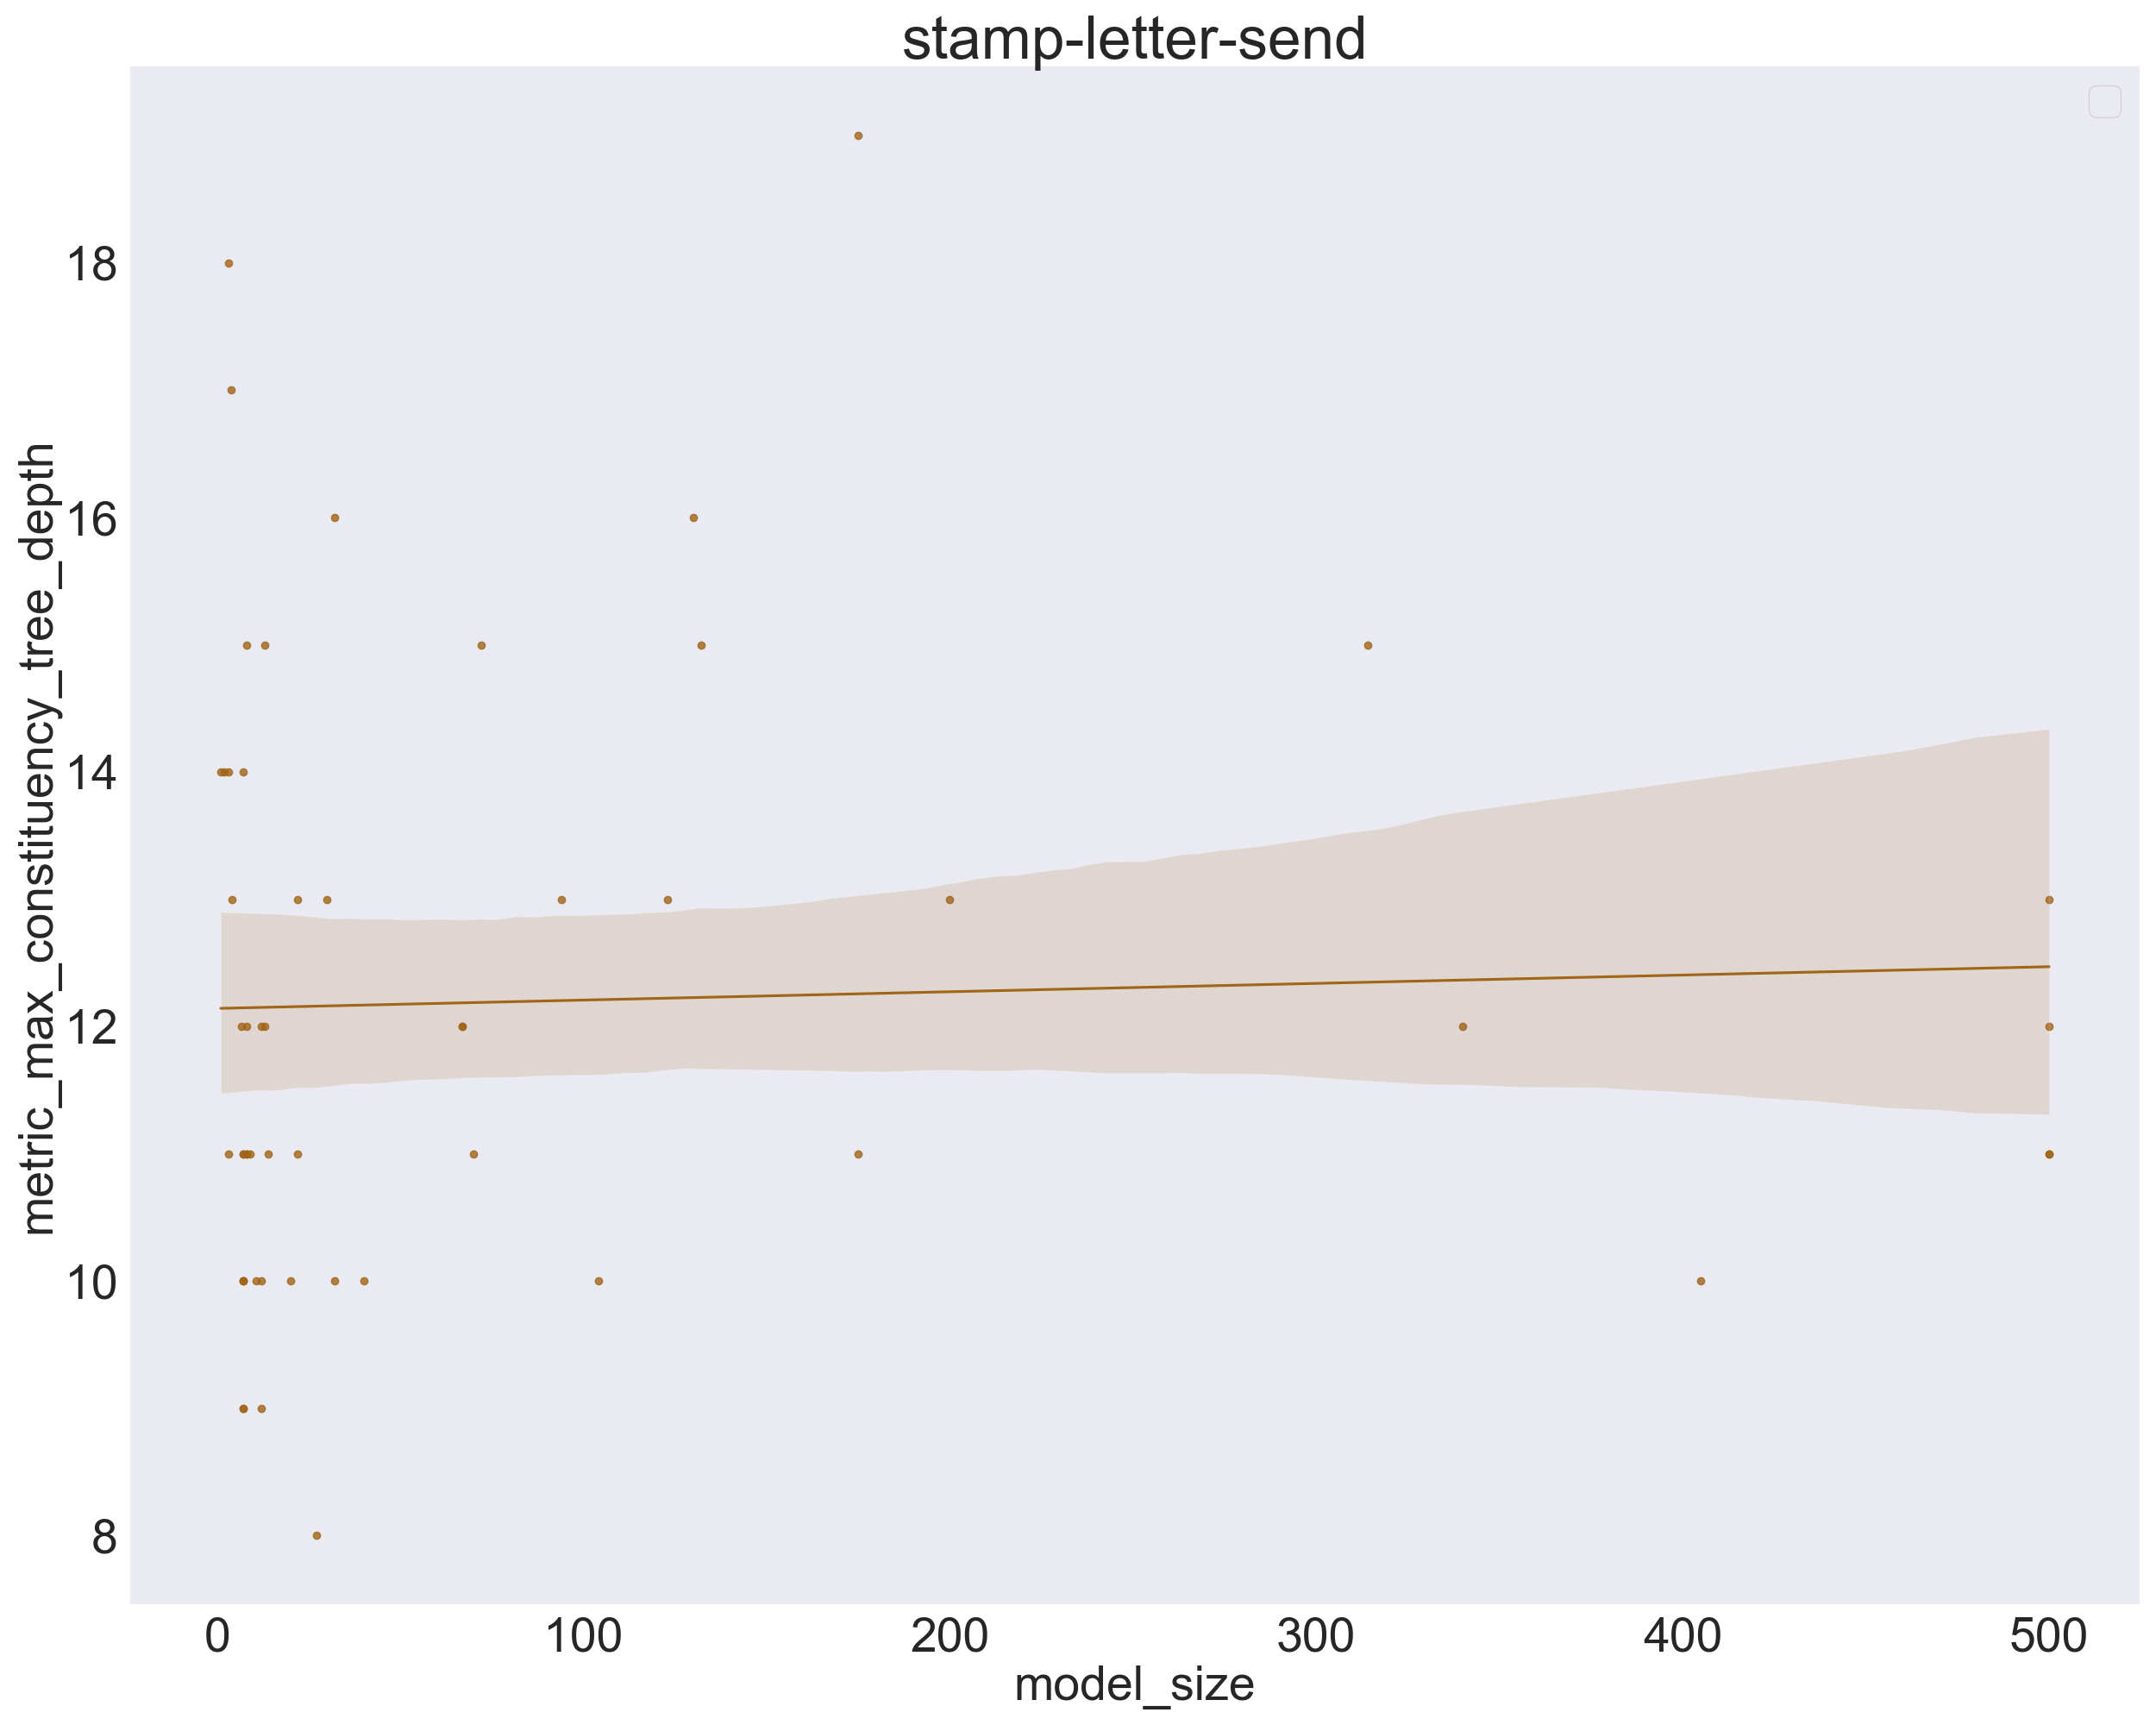 stamp-letter-send
metric_max_constituency_tree_depth
18
16
14
12
10
8
0 100 200 300 400 500
model_size